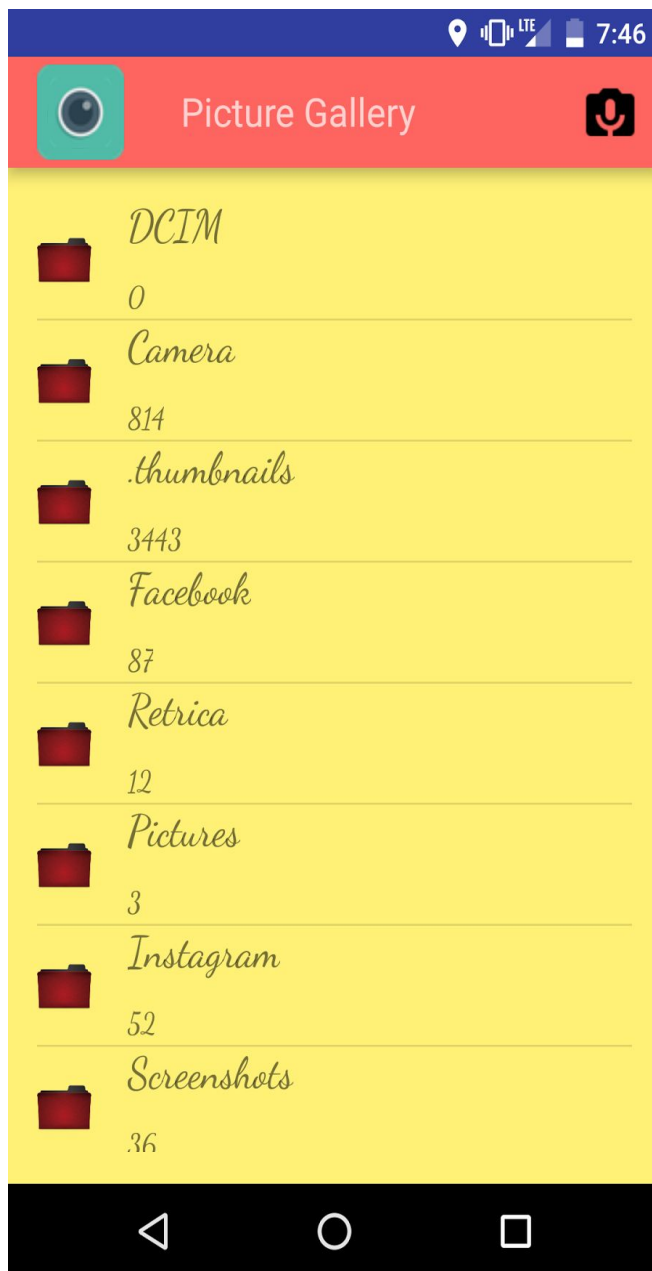 LTE 7:46
Picture Gallery
DCIM
0
Camera
814
.thumbnails
3443
Facebook
87
Retrica
12
Pictures
3
Instagram
52
Screenshots
36